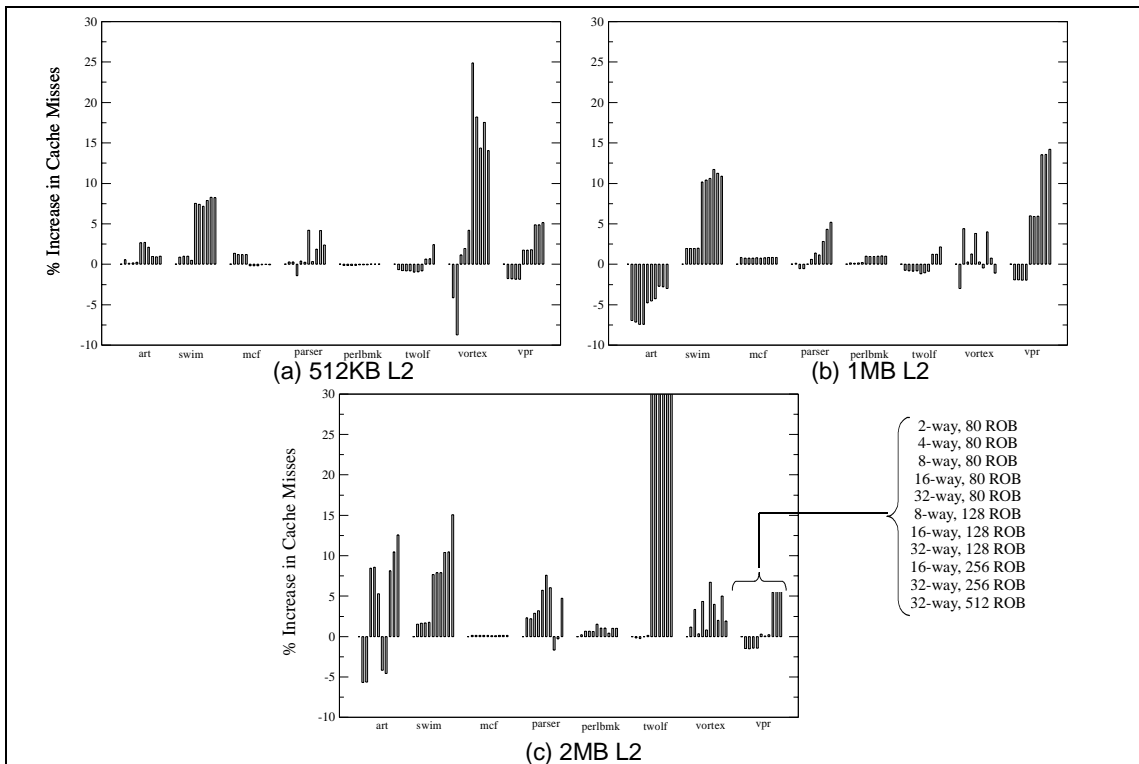 30
25
20
15
10
5
0
-5
-10
% Increase in Cache Misses
art swim mcf parser perlbmk twolf vortex vpr
(a) 512KB L2
30
25
20
15
10
5
0
-5
-10
art swim mcf parser perlbmk twolf vortex vpr
(b) 1MB L2
30
25
20
15
10
5
0
-5
-10
% Increase in Cache Misses
art swim mcf parser perlbmk twolf vortex vpr
(c) 2MB L2
2-way, 80 ROB
4-way, 80 ROB
8-way, 80 ROB
16-way, 80 ROB
32-way, 80 ROB
8-way, 128 ROB
16-way, 128 ROB
32-way, 128 ROB
16-way, 256 ROB
32-way, 256 ROB
32-way, 512 ROB